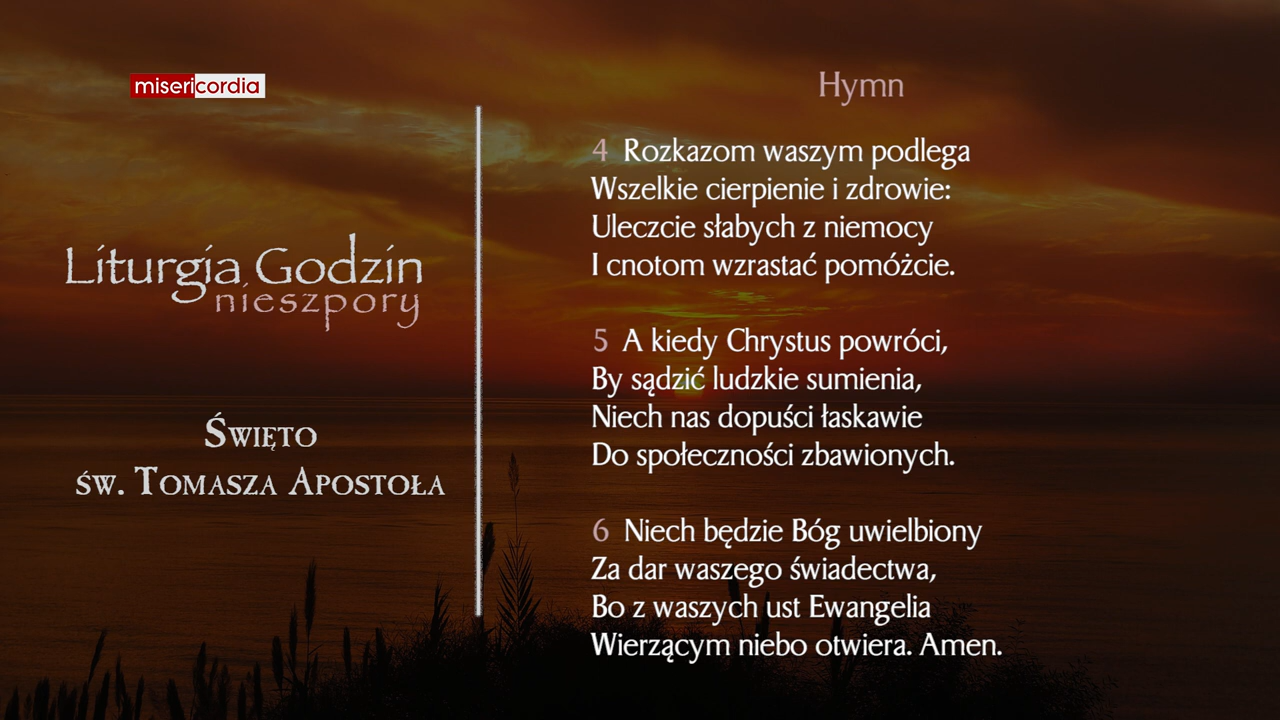 misericordia
Liturgia Godzin
nieszpory
Święto
św. Tomasza Apostoła
Hymn
4 Rozkazom waszym podlega
Wszelkie cierpienie i zdrowie:
Uleczcie słabych z niemocy
I cnotom wzrastać pomóżcie.
5 A kiedy Chrystus powróci,
By sądzić ludzkie sumienia,
Niech nas dopuści łaskawie
Do społeczności zbawionych.
6 Niech będzie Bóg uwielbiony
Za dar waszego świadectwa,
Bo z waszych ust Ewangelia
Wierzącym niebo otwiera. Amen.